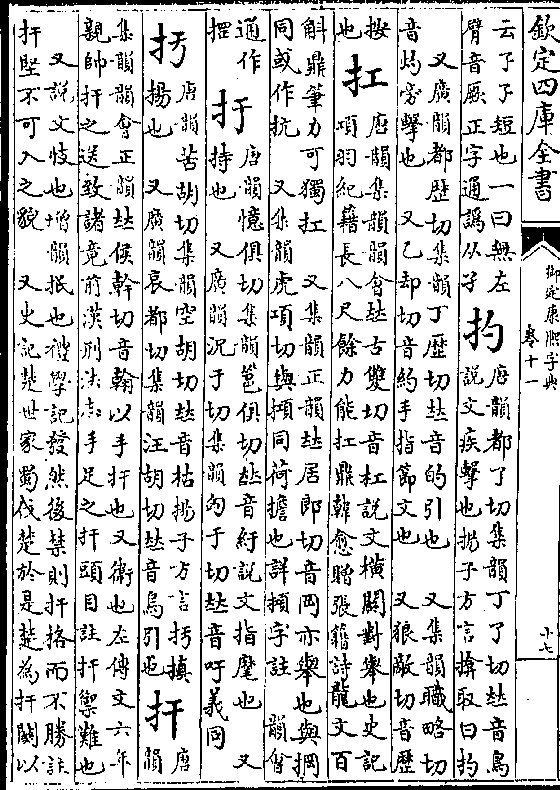 欽定四庫全書
御定康熙字典
卷十一
十七
云孑孑短也一曰無左
臂音厥正字通譌从孑
扚
唐韻都了切集韻丁了切𠀤音鳥
說文疾擊也揚子方言搚取曰扚
又廣韻都歴切集韻丁歴切𠀤音的引也 又集韻職略切
音灼旁擊也 又乙却切音約手指節文也 又狼敵切音歴
按
也
扛
唐韻集韻韻會𠀤古雙切音杠說文橫關對舉也史記
項羽紀籍長八尺餘力能扛鼎韓愈贈張籍詩龍文百
斛鼎筆力可獨扛 又集韻正韻𠀤居郎切音岡亦舉也與掆
同或作抗 又集韻虎項切與同荷擔也詳字註 韻會
通作
扜
唐韻憶俱切集韻邕俱切𠀤音紆說文指麾也 又
持也 又廣韻況于切集韻匈于切𠀤音吁義同
扝
唐韻苦胡切集韻空胡切𠀤音枯揚子方言扝搷
揚也 又廣韻哀都切集韻汪胡切𠀤音烏引也
扞
唐
韻
集韻韻會正韻𠀤侯幹切音翰以手扞也又衛也左傳文六年
親帥扞之送致諸竟前漢刑法志手足之扞頭目註扞禦難也
又說文忮也增韻抵也禮學記發然後禁則扞格而不勝註
扞堅不可入之貌 又史記楚世家蜀伐楚於是楚為扞關以